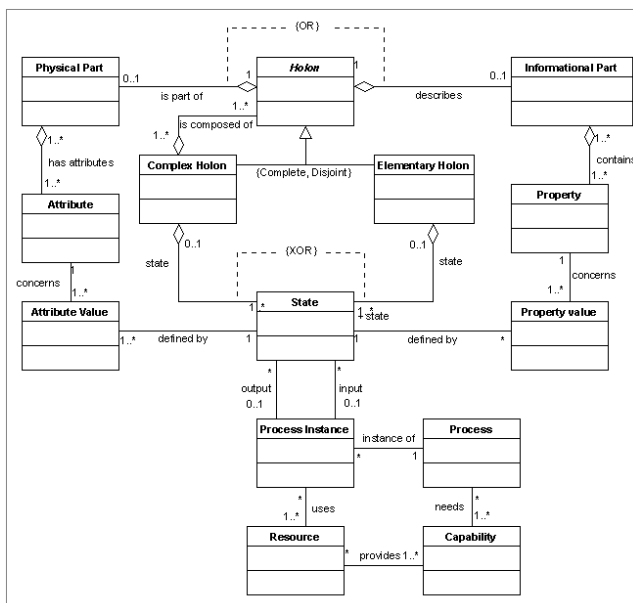 {OR}
Physical Part
Holon
Informational Part
0..1
1
1
0..1
is part of
describes
1..*
is composed of
1..*
1..*
1..*
has attributes
contains
1..*
1..*
Complex Holon
{Complete, Disjoint}
Elementary Holon
Attribute
Property
0..1
0..1
state
{XOR}
state
1
1
concerns
concerns
1..*
1..*
Attribute Value
State
Property value
1..*
1..*
+state
1..*
defined by
1
1
defined by
*
*
*
output
input
0..1
0..1
Process Instance
instance of
Process
*
1
*
*
uses
needs
1..*
1..*
Resource
Capability
*
provides
1..*